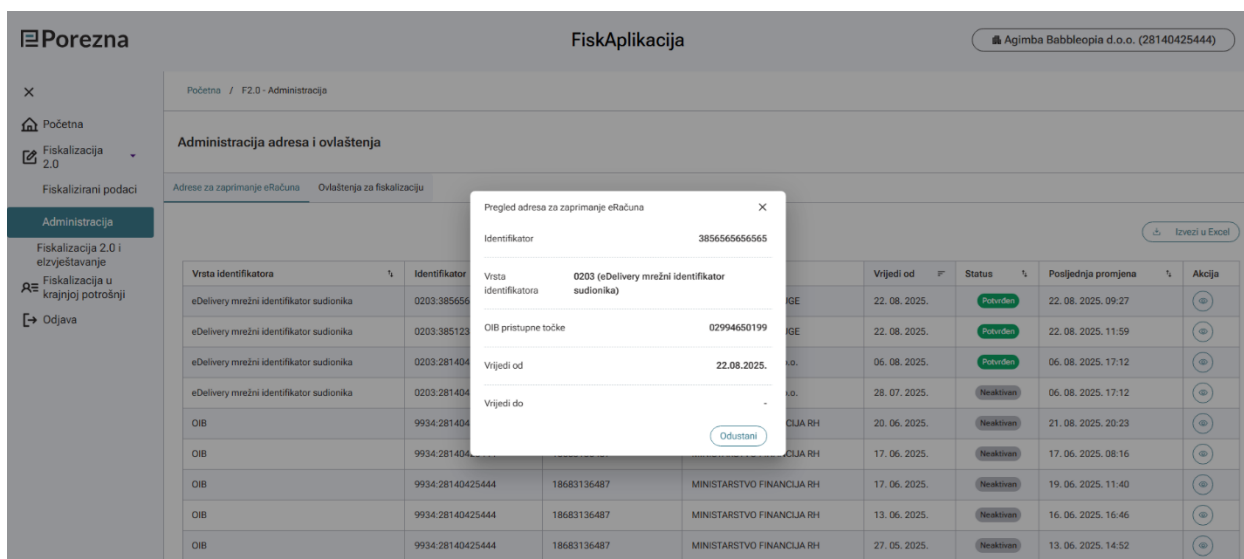 Porezna
FiskAplikacija
Agimba Babbleopia d.o.o. (28140425444)
Početna / F2.0 - Administracija
Početna
Fiskalizacija
2.0
Fiskalizirani podaci
Administracija
Fiskalizacija 2.0 i
eIzvještavanje
Fiskalizacija u
krajnjoj potrošnji
Odjava
Administracija adresa i ovlaštenja
Adrese za zaprimanje eRačuna Ovlaštenja za fiskalizaciju
Izvezi u Excel
Pregled adresa za zaprimanje eRačuna
Identifikator 3856565656565
Vrsta
identifikatora
0203 (eDelivery mrežni identifikator
sudionika)
OIB pristupne točke 02994650199
Vrijedi od 22.08.2025.
Vrijedi do -
Odustani
Vrsta identifikatora Identifikator Vrijedi od Status Posljednja promjena Akcija
eDelivery mrežni identifikator sudionika 0203:385656 22. 08. 2025. Potvrđen 22. 08. 2025. 09:27
eDelivery mrežni identifikator sudionika 0203:385123 UGE 22. 08. 2025. Potvrđen 22. 08. 2025. 11:59
eDelivery mrežni identifikator sudionika 0203:281404 o.o. 06. 08. 2025. Potvrđen 06. 08. 2025. 17:12
eDelivery mrežni identifikator sudionika 0203:281404 o.o. 28. 07. 2025. Neaktivan 06. 08. 2025. 17:12
OIB 9934:281404 CIJA RH 20. 06. 2025. Neaktivan 21. 08. 2025. 20:23
OIB 17. 06. 2025. Neaktivan 17. 06. 2025. 08:16
OIB 9934:28140425444 18683136487 MINISTARSTVO FINANCIJA RH 17. 06. 2025. Neaktivan 19. 06. 2025. 11:40
OIB 9934:28140425444 18683136487 MINISTARSTVO FINANCIJA RH 13. 06. 2025. Neaktivan 16. 06. 2025. 16:46
OIB 9934:28140425444 18683136487 MINISTARSTVO FINANCIJA RH 27. 05. 2025. Neaktivan 13. 06. 2025. 14:52